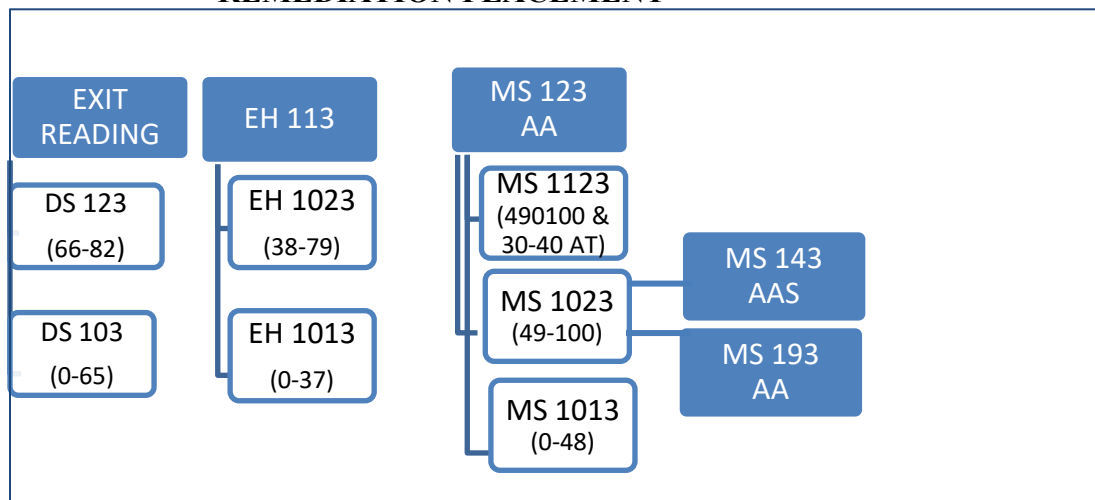 REMEDIATION PLACEMENT
EXIT
READING
DS 123
(66-82)
DS 103
(0-65)
EH 113
EH 1023
(38-79)
EH 1013
(0-37)
MS 123
AA
MS 1123
(490100 &
30-40 AT)
MS 1023
(49-100)
MS 1013
(0-48)
MS 143
AAS
MS 193
AA